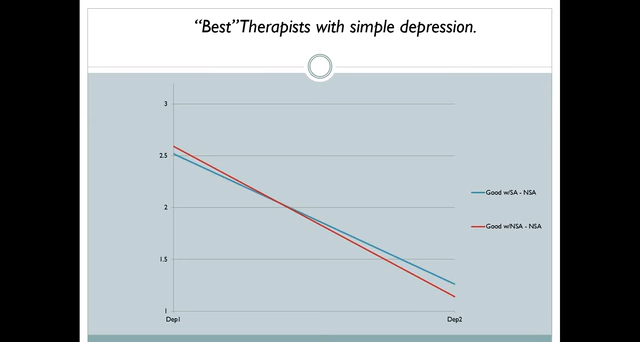 “Best”Therapists with simple depression.
3
2.5
2
1.5
1
Dep1
Dep2
Good w/SA - NSA
Good w/NSA - NSA